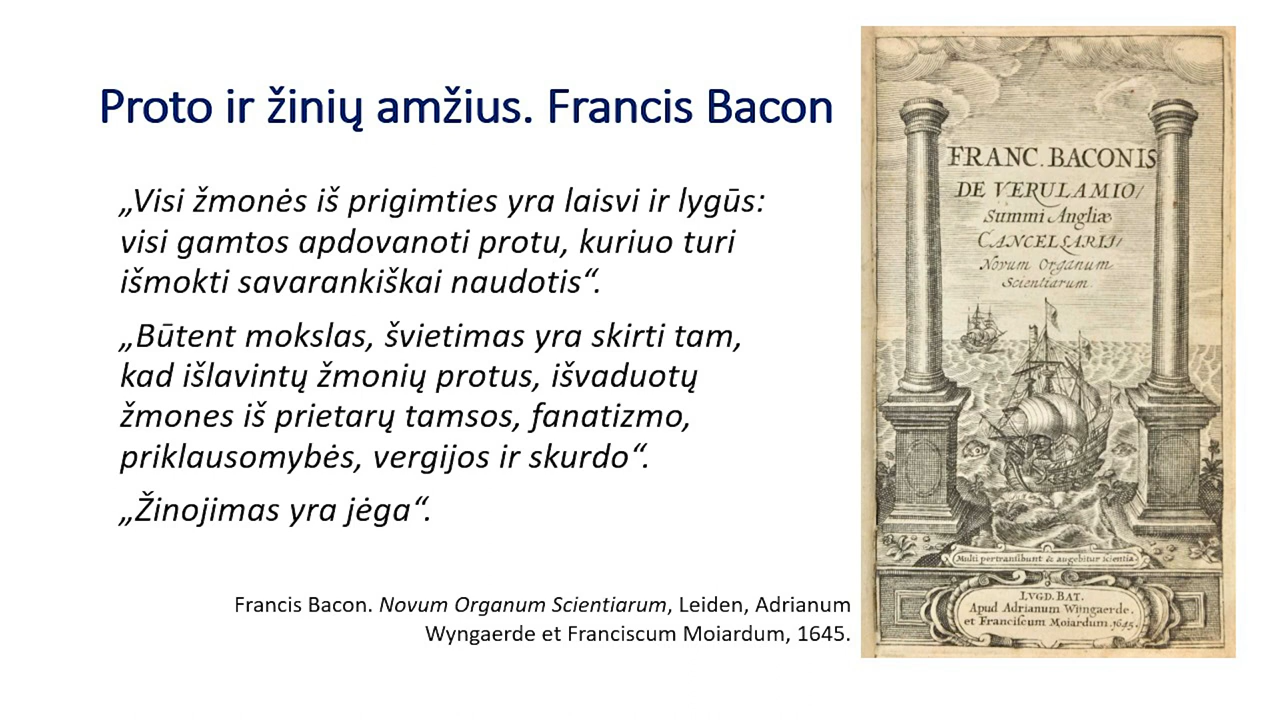 Proto ir žinių amžius. Francis Bacon
„Visi žmonės iš prigimties yra laisvi ir lygūs:
visi gamtos apdovanoti protu, kuriuo turi
išmokti savarankiškai naudotis“.
„Būtent mokslas, švietimas yra skirti tam,
kad išlavintų žmonių protus, išvaduotų
žmones iš prietarų tamsos, fanatizmo,
priklausomybės, vergijos ir skurdo“.
„Žinojimas yra jėga“.
Francis Bacon. Novum Organum Scientiarum, Leiden, Adrianum
Wyngaerde et Franciscum Moiardum, 1645.
FRANC. BACONIS
DE VERULAMIO/
Summi Angliæ
CANCELSARII/
Novum Organum
Scientiarum.
Multi pertransibunt & augebitur scientia.
LVGD. BAT.
Apud Adrianum Wijngaerde.
et Franciscum Moiardum. 1645.